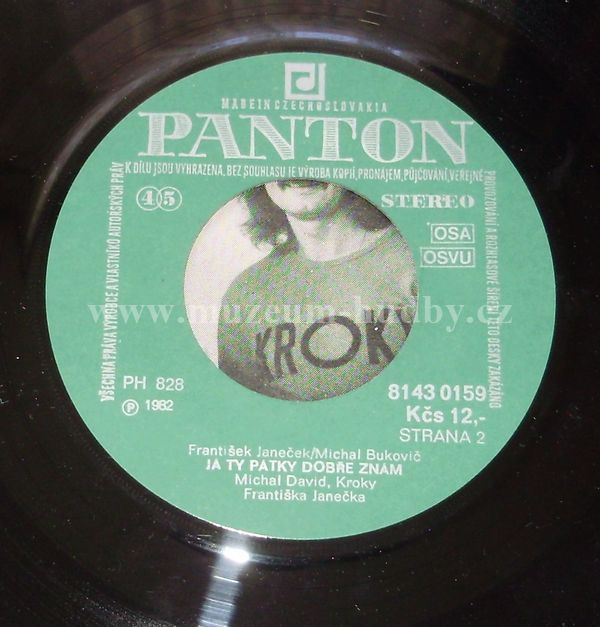 MADE IN CZECHOSLOVAKIA
PANTON
VŠECHNA PRÁVA VÝROBCE A VLASTNÍKŮ AUTORSKÝCH PRÁV K DÍLU JSOU VYHRAZENA. BEZ SOUHLASU JE VÝROBA KOPIÍ, PRONÁJEM, PŮJČOVÁNÍ, VEŘEJNÉ PROVOZOVÁNÍ A ROZHLASOVÉ ŠÍŘENÍ TÉTO DESKY ZAKÁZÁNO
45
STEREO
OSA
OSVU
www.muzeum-hudby.cz
KROKY
PH 828
8143 0159
Ⓟ 1982
Kčs 12,-
STRANA 2
František Janeček/Michal Bukovič
JÁ TY PÁTKY DOBŘE ZNÁM
Michal David, Kroky
Františka Janečka